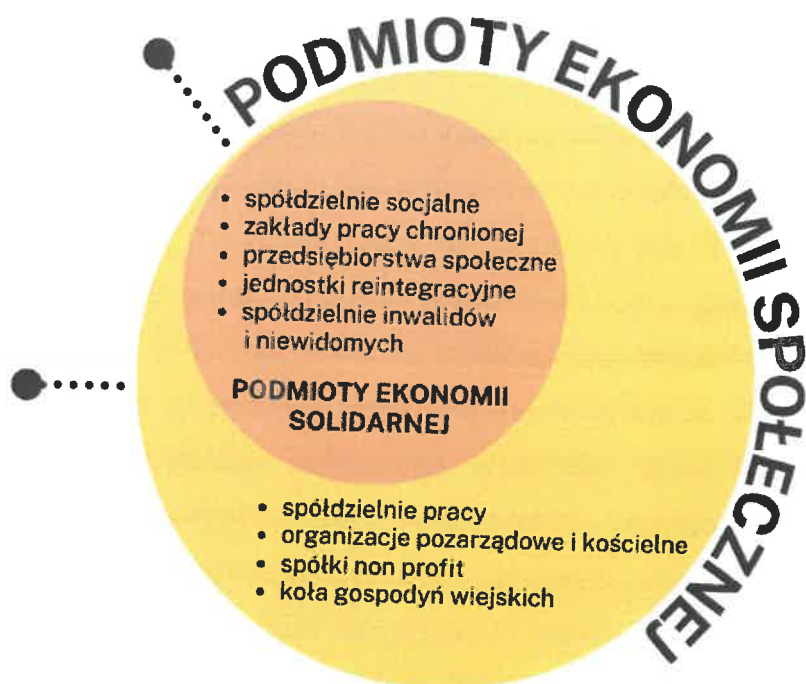 PODMIOTY EKONOMII SPOŁECZNEJ
• spółdzielnie socjalne
• zakłady pracy chronionej
• przedsiębiorstwa społeczne
• jednostki reintegracyjne
• spółdzielnie inwalidów
i niewidomych
PODMIOTY EKONOMII
SOLIDARNEJ
• spółdzielnie pracy
• organizacje pozarządowe i kościelne
• spółki non profit
• koła gospodyń wiejskich